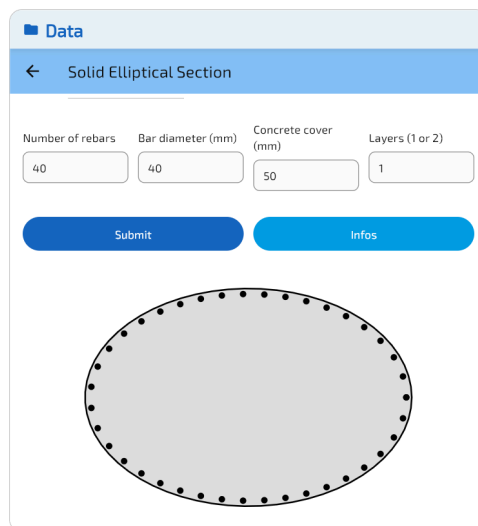 Data
Solid Elliptical Section
Number of rebars
Bar diameter (mm)
Concrete cover
(mm)
Layers (1 or 2)
40
40
50
1
Submit
Infos